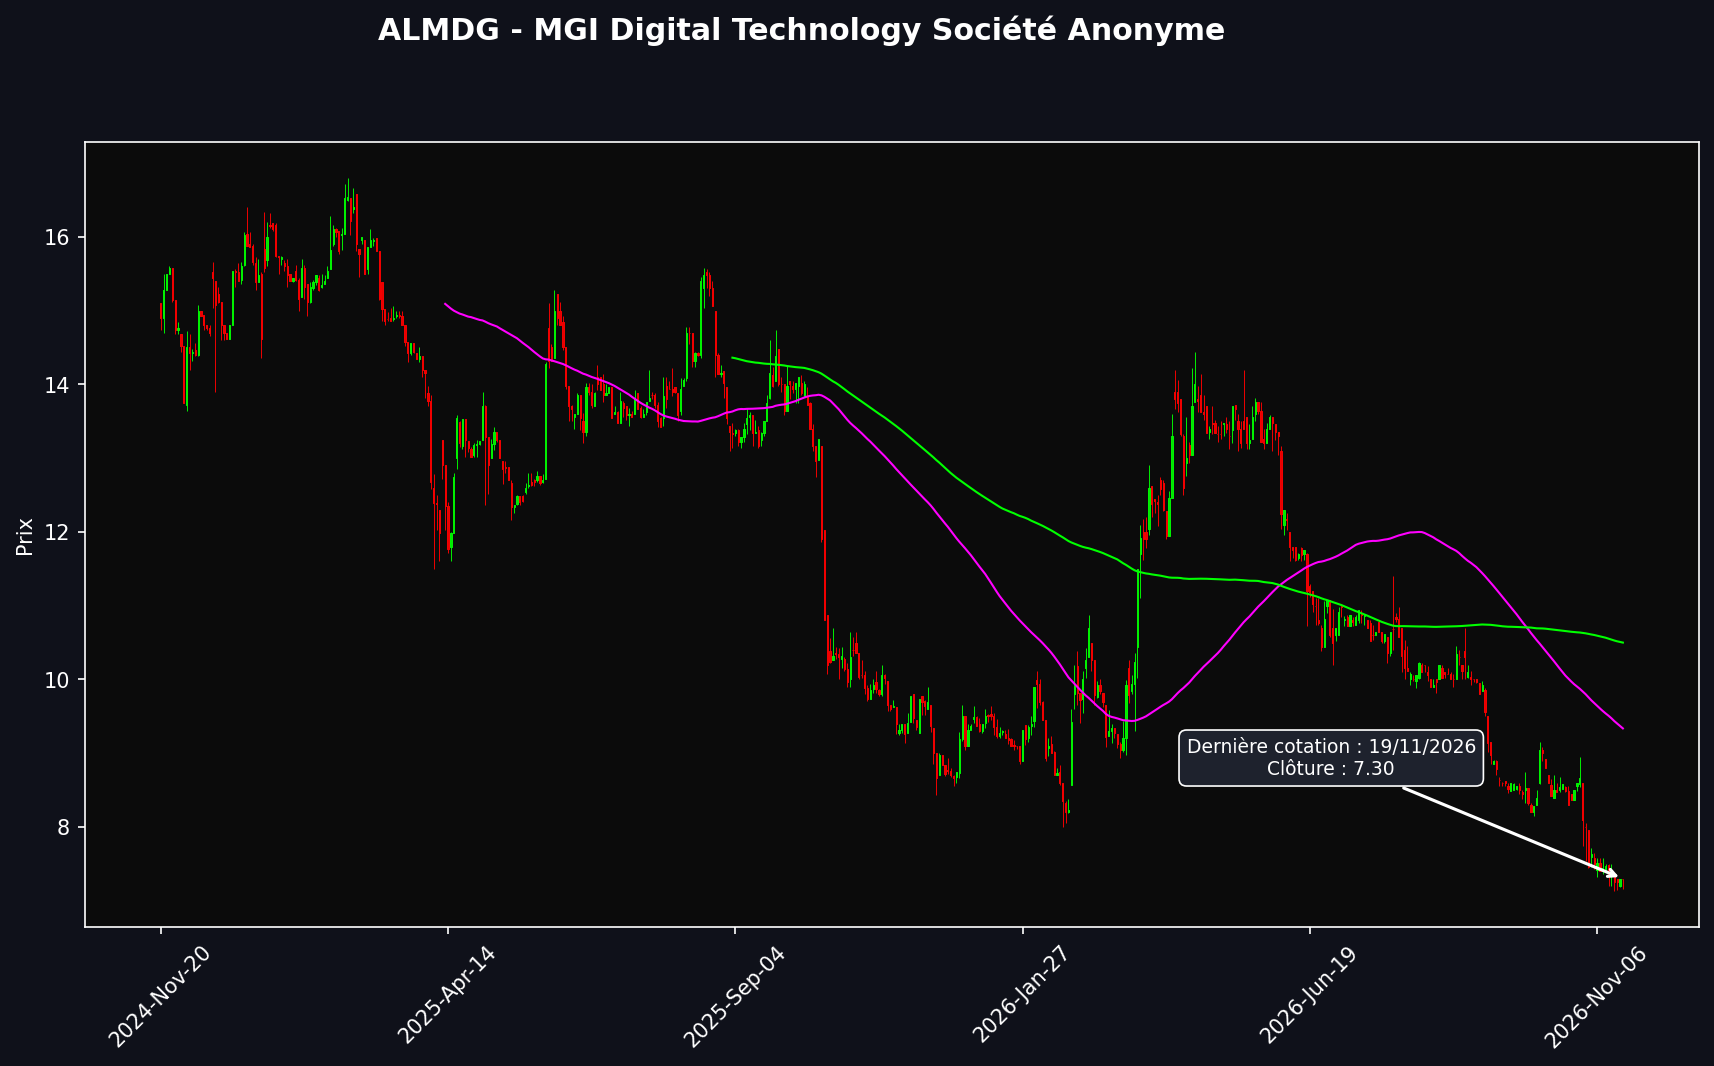 ALMDG - MGI Digital Technology Société Anonyme
Prix
16
14
12
10
8
Dernière cotation : 19/11/2026
Clôture : 7.30
2024-Nov-20
2025-Apr-14
2025-Sep-04
2026-Jan-27
2026-Jun-19
2026-Nov-06